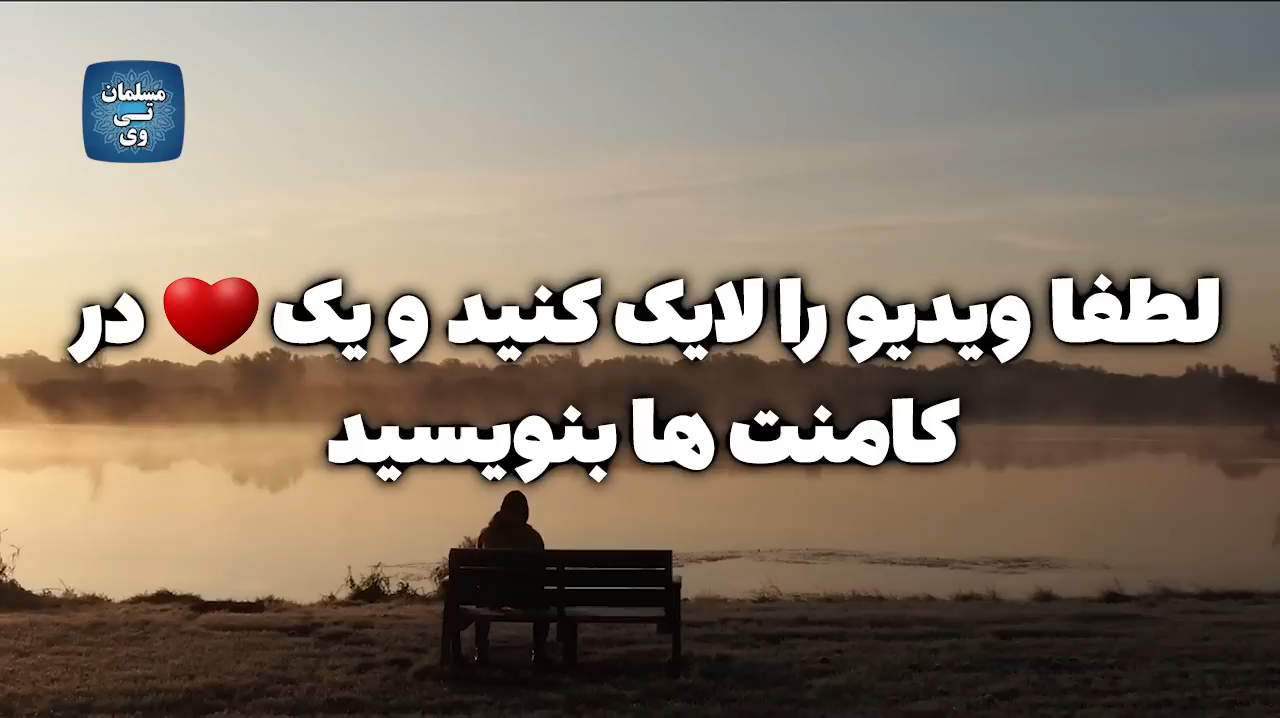 مسلمان
تی
وی
لطفا ویدیو را لایک کنید و یک ❤️ در
کامنت ها بنویسید